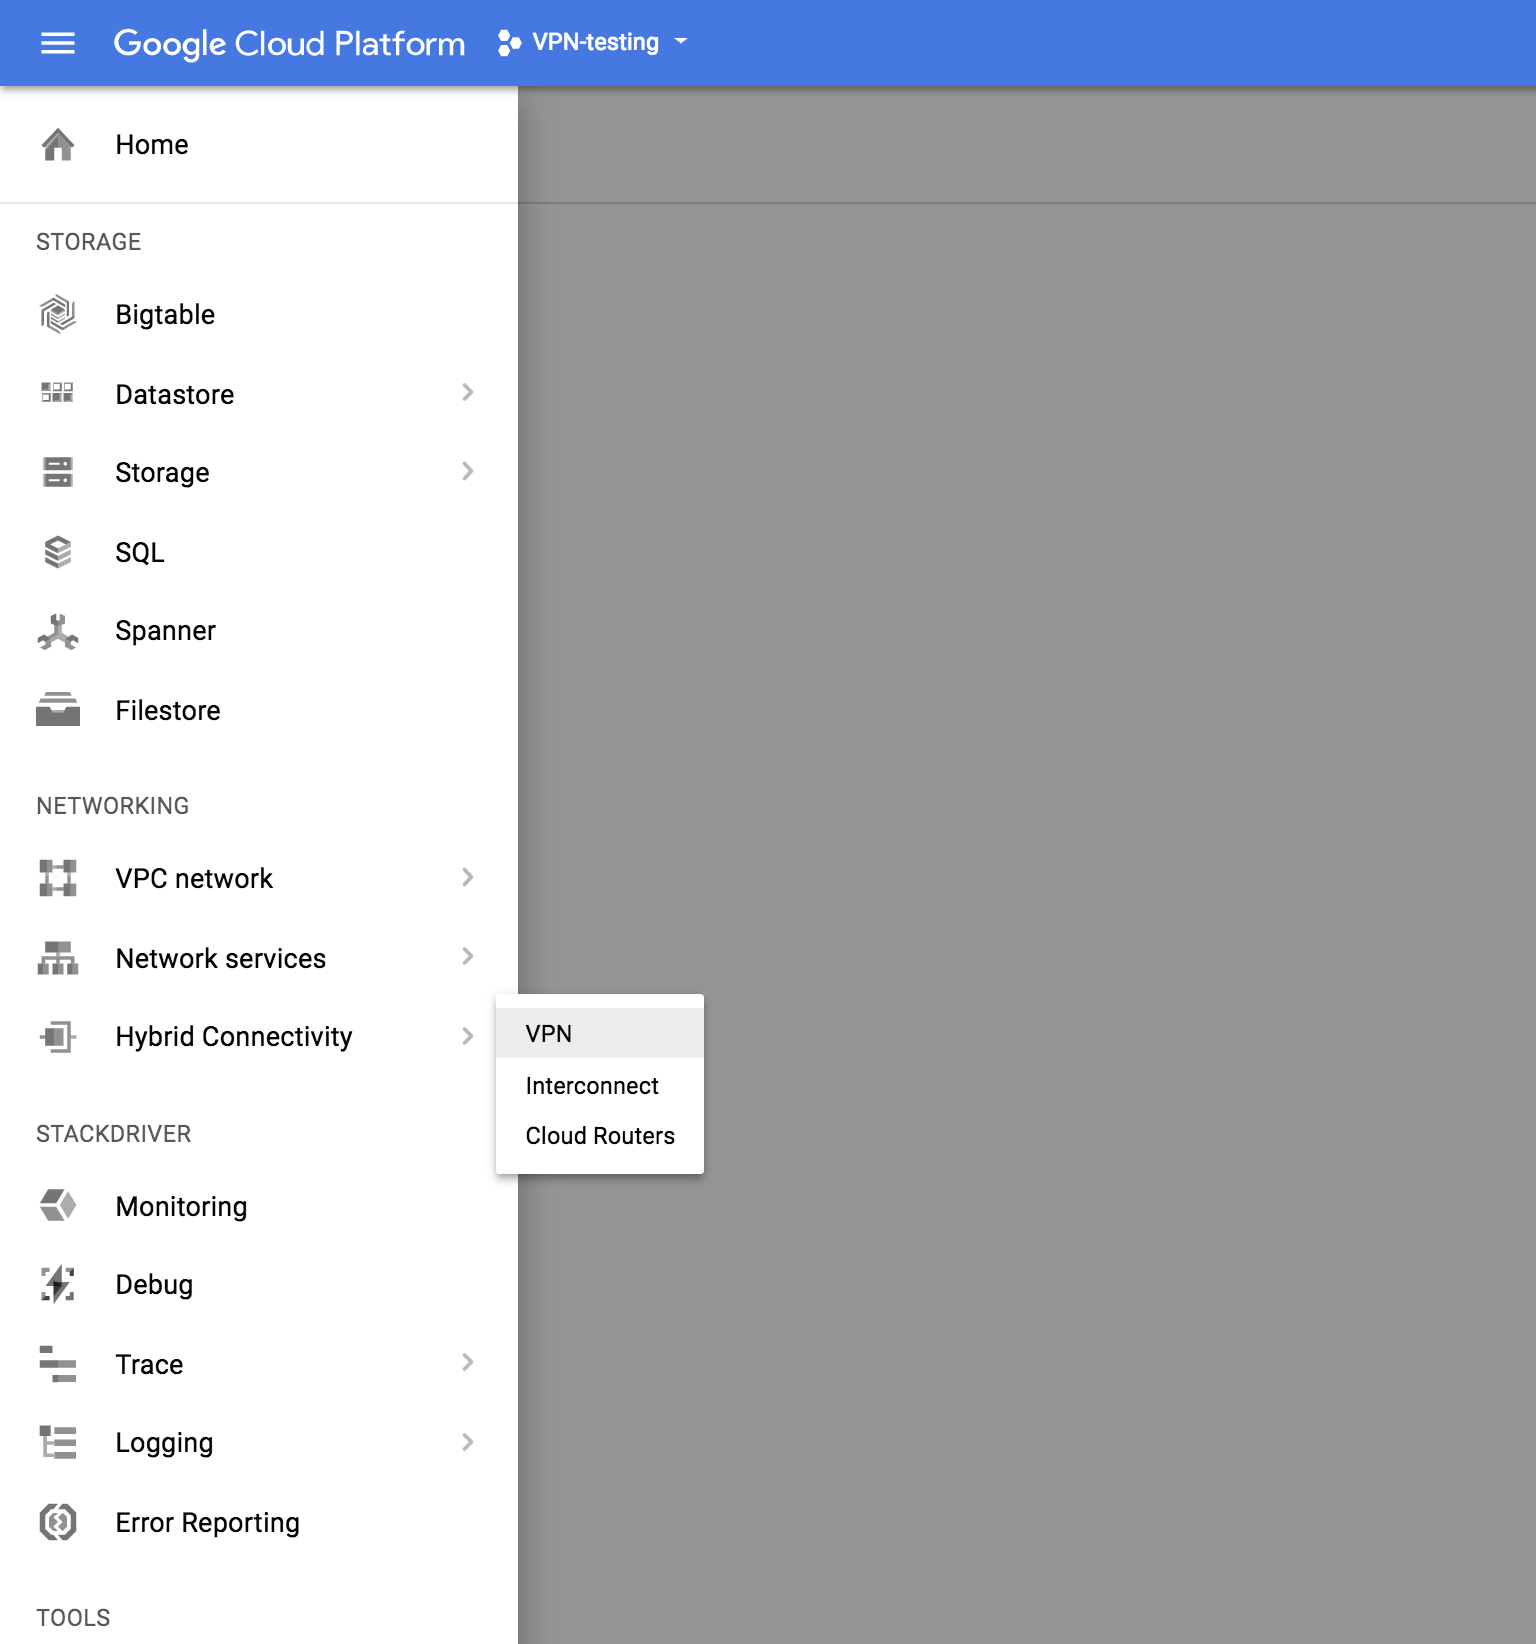 Google Cloud Platform VPN-testing
Home
STORAGE
Bigtable
Datastore
Storage
SQL
Spanner
Filestore
NETWORKING
VPC network
Network services
Hybrid Connectivity
VPN
Interconnect
Cloud Routers
STACKDRIVER
Monitoring
Debug
Trace
Logging
Error Reporting
TOOLS